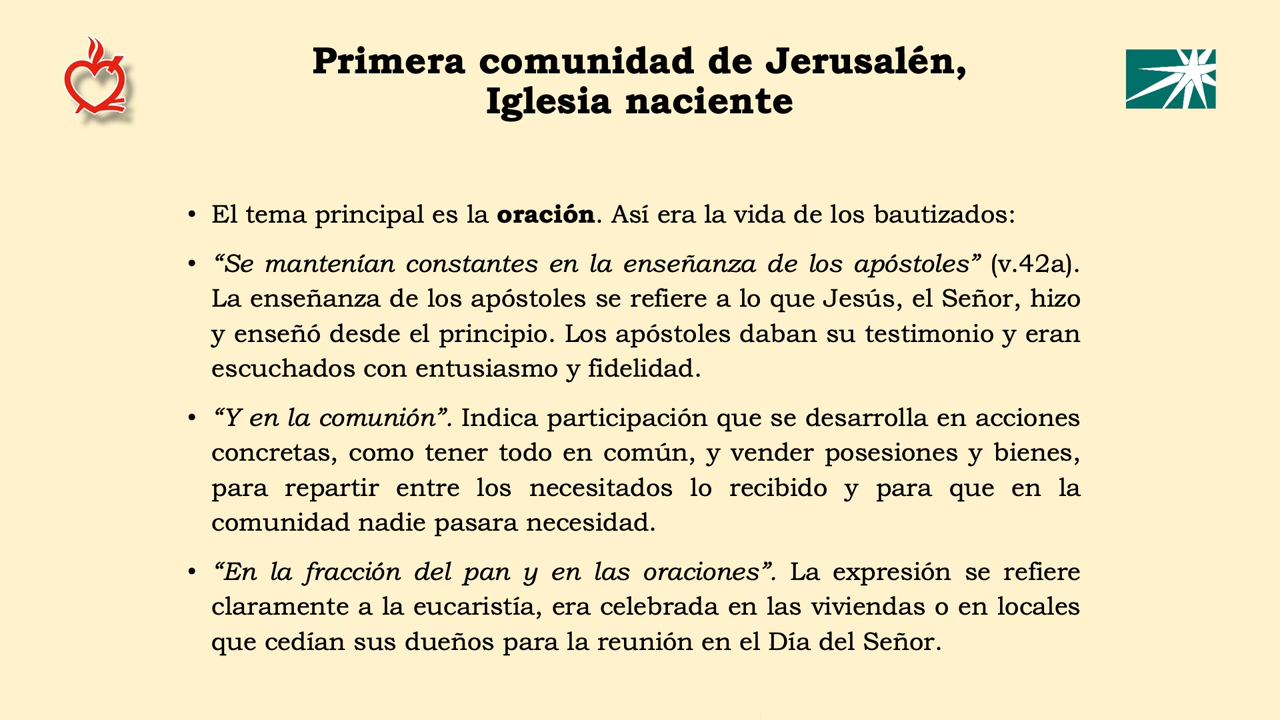 Primera comunidad de Jerusalén,
Iglesia naciente
• El tema principal es la oración. Así era la vida de los bautizados:
• “Se mantenían constantes en la enseñanza de los apóstoles” (v.42a).
La enseñanza de los apóstoles se refiere a lo que Jesús, el Señor, hizo
y enseñó desde el principio. Los apóstoles daban su testimonio y eran
escuchados con entusiasmo y fidelidad.
• “Y en la comunión”. Indica participación que se desarrolla en acciones
concretas, como tener todo en común, y vender posesiones y bienes,
para repartir entre los necesitados lo recibido y para que en la
comunidad nadie pasara necesidad.
• “En la fracción del pan y en las oraciones”. La expresión se refiere
claramente a la eucaristía, era celebrada en las viviendas o en locales
que cedían sus dueños para la reunión en el Día del Señor.